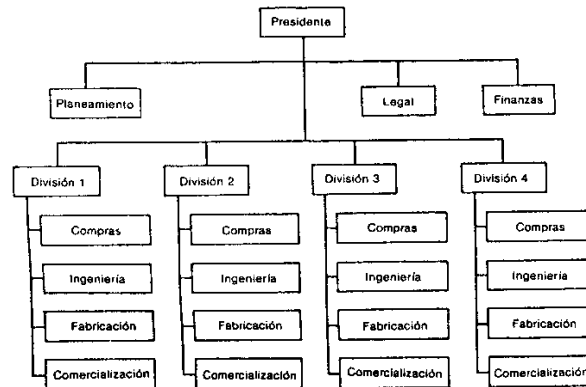 Presidente
Planeamiento
Legal
Finanzas
División 1
División 2
División 3
División 4
Compras
Compras
Compras
Compras
Ingeniería
Ingeniería
Ingeniería
Ingeniería
Fabricación
Fabricación
Fabricación
Fabricación
Comercialización
Comercialización
Comercialización
Comercialización